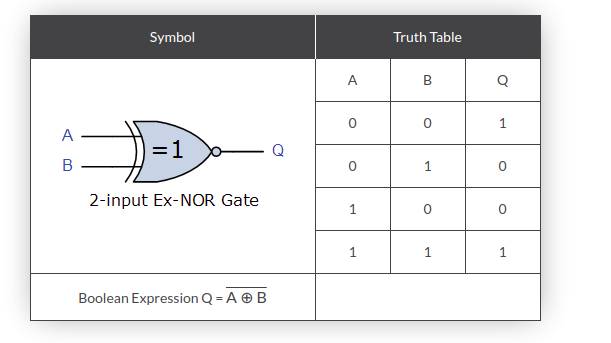 Symbol Truth Table
A B Q
0 0 1
A
=1 Q
B
0 1 0
2-input Ex-NOR Gate
1 0 0
1 1 1
Boolean Expression Q = A ⊕ B